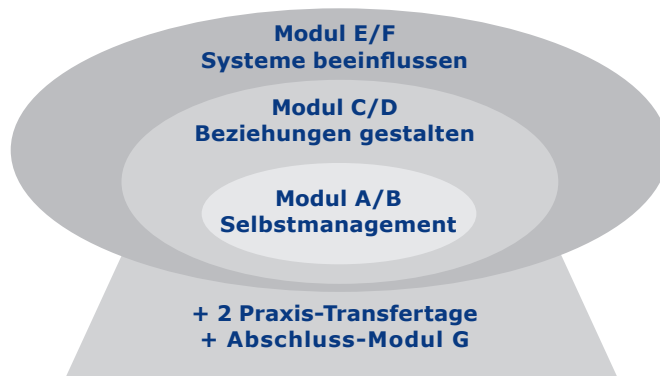 Modul E/F
Systeme beeinflussen
Modul C/D
Beziehungen gestalten
Modul A/B
Selbstmanagement
+ 2 Praxis-Transfertage
+ Abschluss-Modul G